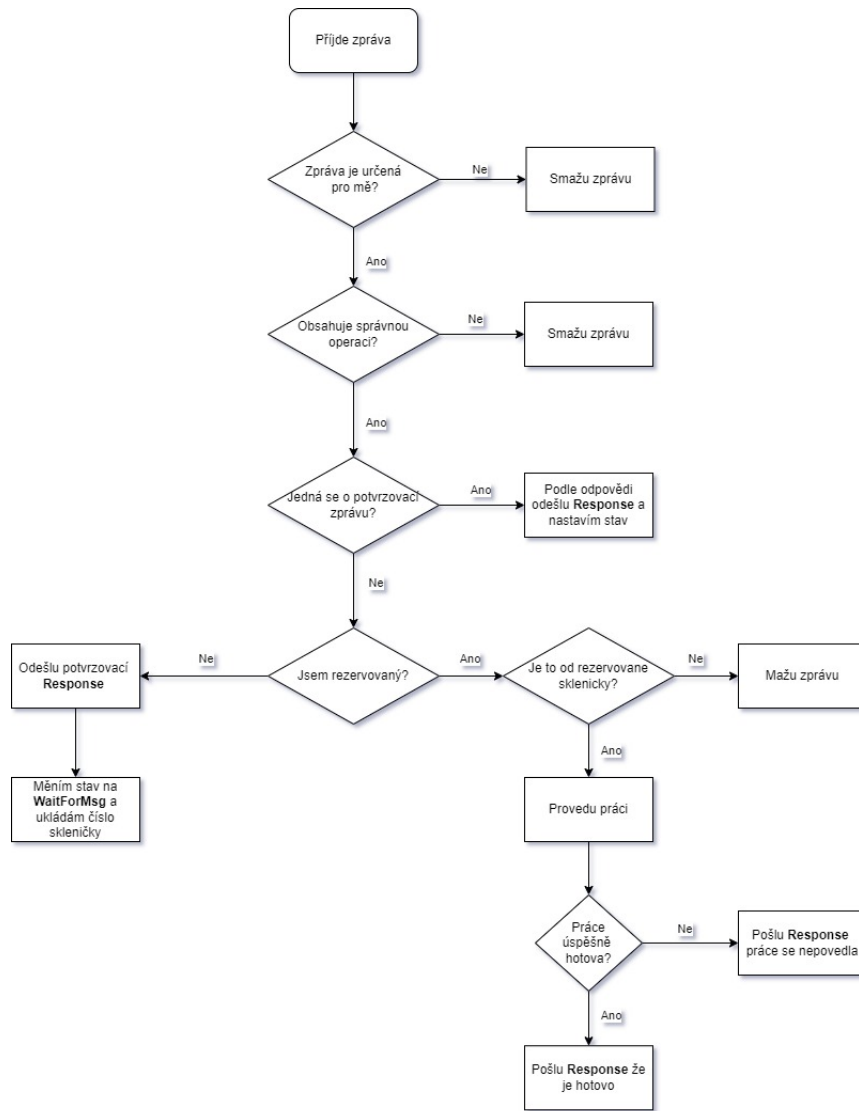 Příjde zpráva
Zpráva je určená
pro mě?
Ne
Smažu zprávu
Ano
Obsahuje správnou
operaci?
Ne
Smažu zprávu
Ano
Jedná se o potvrzovací
zprávu?
Ano
Podle odpovědi
odešlu Response a
nastavím stav
Ne
Jsem rezervovaný?
Ne
Odešlu potvrzovací
Response
Měním stav na
WaitForMsg a
ukládám číslo
skleničky
Ano
Je to od rezervovane
sklenicky?
Ne
Mažu zprávu
Ano
Provedu práci
Práce
úspěšně
hotova?
Ne
Pošlu Response
práce se nepovedla
Ano
Pošlu Response že
je hotovo